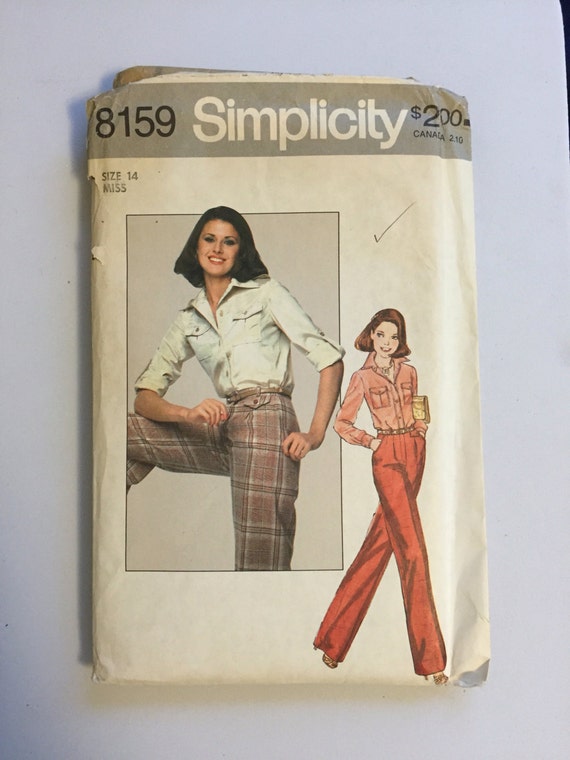 8159 Simplicity $2.00
CANADA 2.10
SIZE 14
MISS